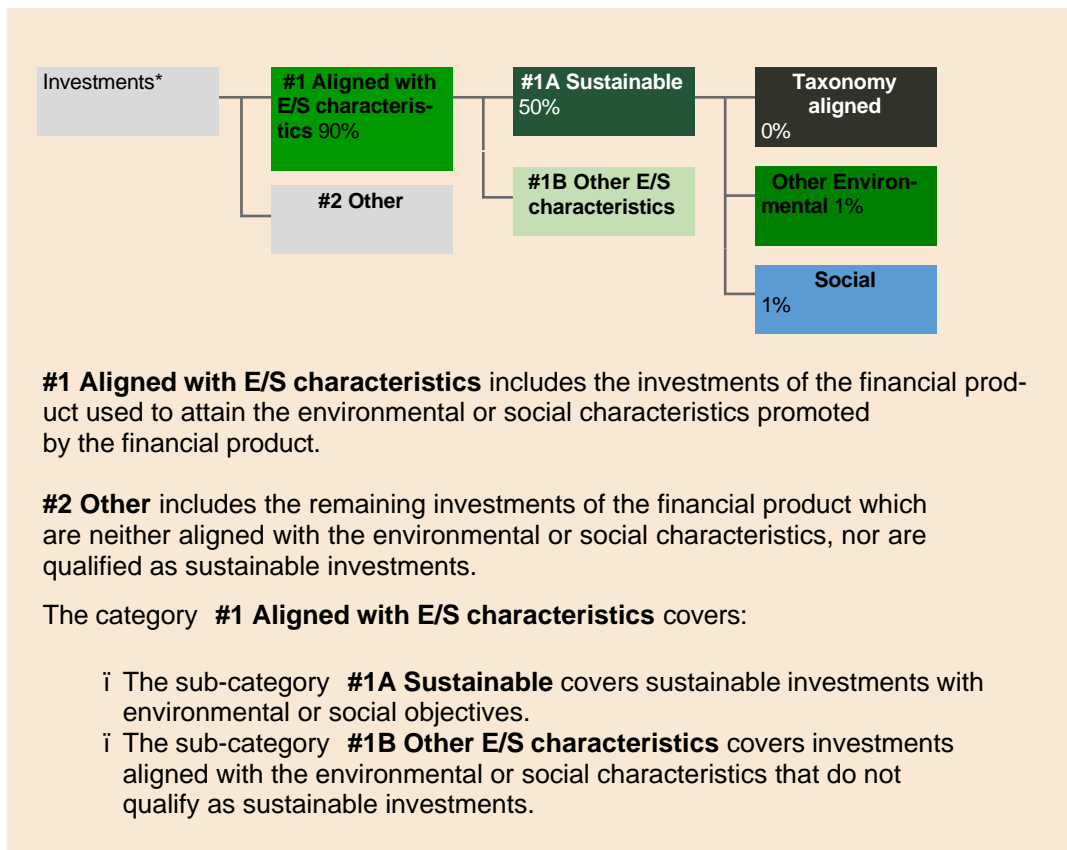 Investments*
#1 Aligned with
E/S characteris-
tics 90%
#2 Other
#1A Sustainable
50%
#1B Other E/S
characteristics
Taxonomy
aligned
0%
Other Environ-
mental 1%
Social
1%
#1 Aligned with E/S characteristics includes the investments of the financial prod-
uct used to attain the environmental or social characteristics promoted
by the financial product.
#2 Other includes the remaining investments of the financial product which
are neither aligned with the environmental or social characteristics, nor are
qualified as sustainable investments.
The category #1 Aligned with E/S characteristics covers:
ï The sub-category #1A Sustainable covers sustainable investments with
environmental or social objectives.
ï The sub-category #1B Other E/S characteristics covers investments
aligned with the environmental or social characteristics that do not
qualify as sustainable investments.